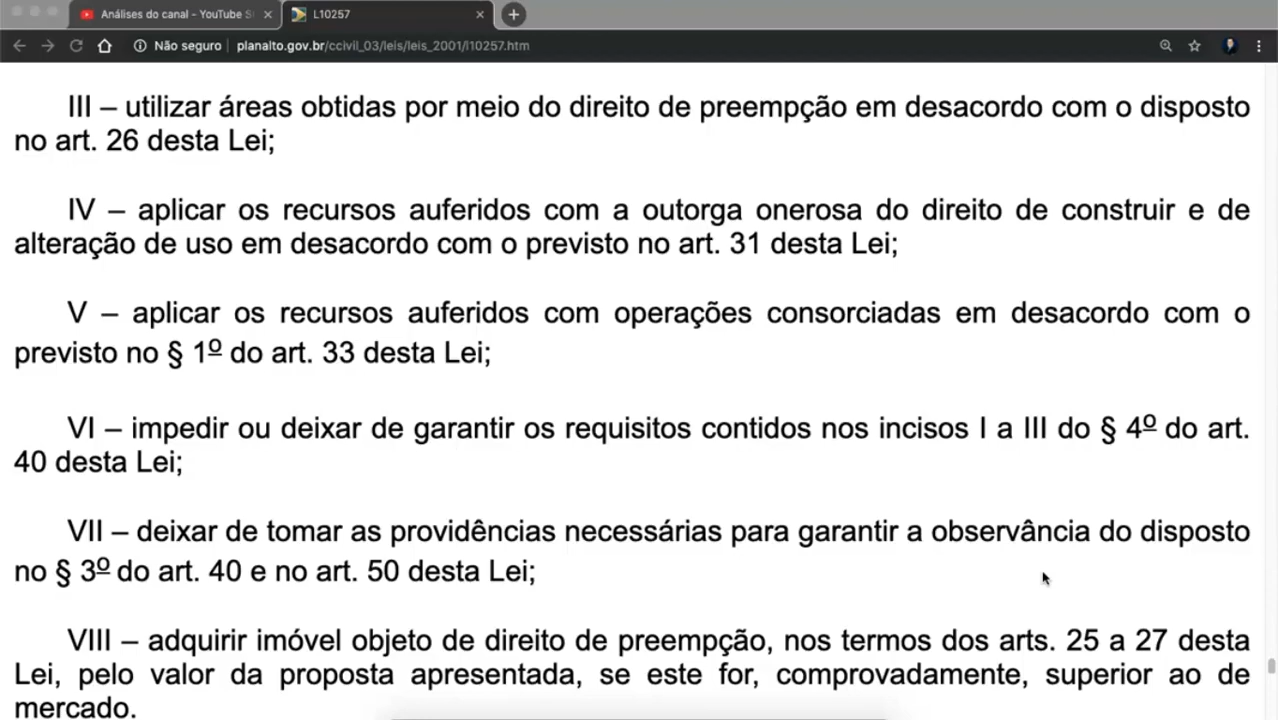 Análises do canal - YouTube S
L10257
Não seguro
planalto.gov.br/ccivil_03/leis/leis_2001/l10257.htm
III – utilizar áreas obtidas por meio do direito de preempção em desacordo com o disposto
no art. 26 desta Lei;
IV – aplicar os recursos auferidos com a outorga onerosa do direito de construir e de
alteração de uso em desacordo com o previsto no art. 31 desta Lei;
V – aplicar os recursos auferidos com operações consorciadas em desacordo com o
previsto no § 1º do art. 33 desta Lei;
VI – impedir ou deixar de garantir os requisitos contidos nos incisos I a III do § 4º do art.
40 desta Lei;
VII – deixar de tomar as providências necessárias para garantir a observância do disposto
no § 3º do art. 40 e no art. 50 desta Lei;
VIII – adquirir imóvel objeto de direito de preempção, nos termos dos arts. 25 a 27 desta
Lei, pelo valor da proposta apresentada, se este for, comprovadamente, superior ao de
mercado.